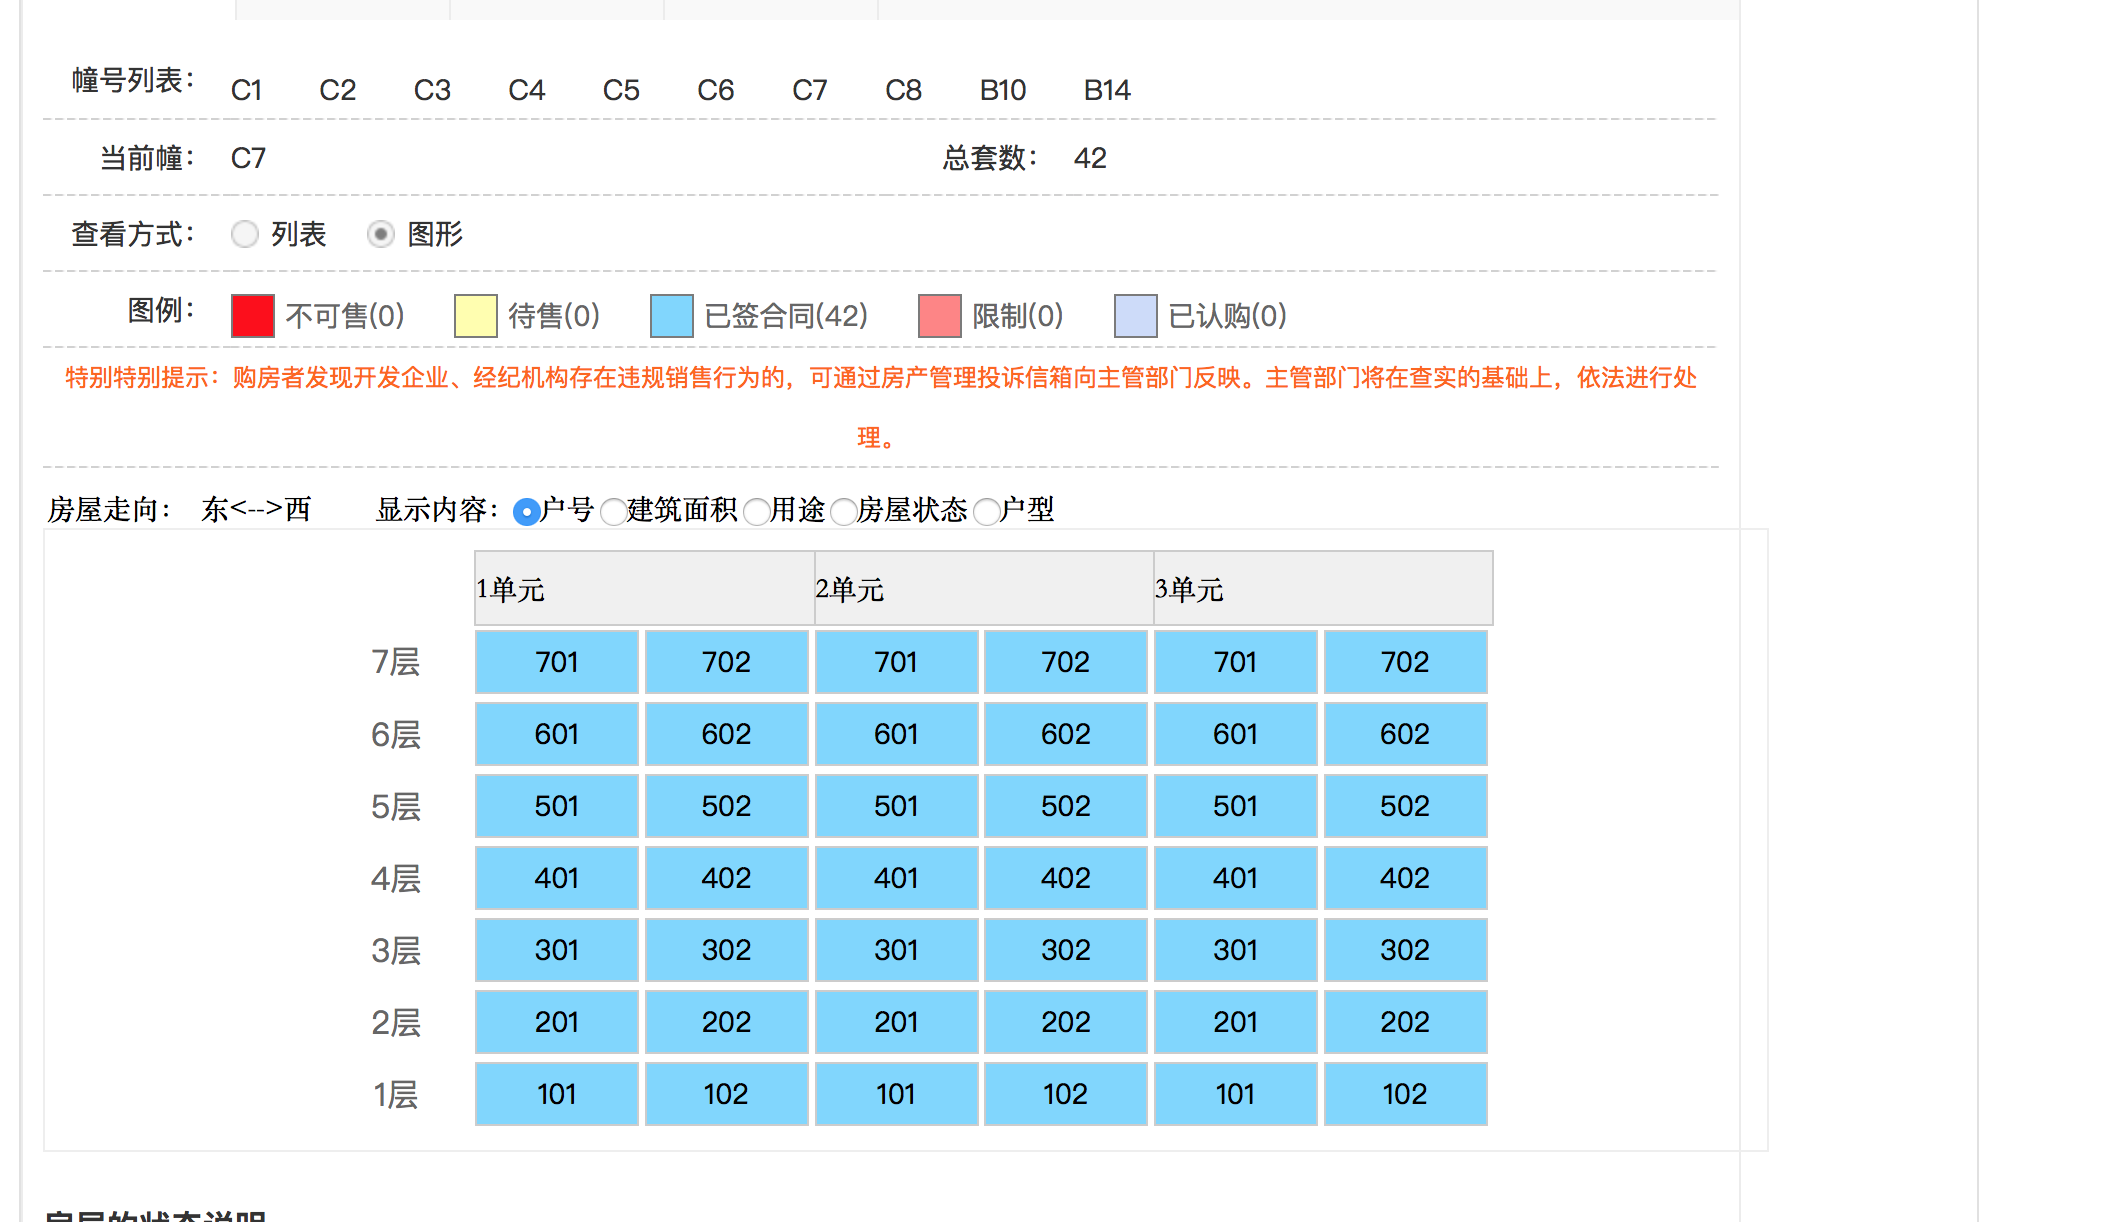 幢号列表： C1 C2 C3 C4 C5 C6 C7 C8 B10 B14
当前幢： C7 总套数： 42
查看方式： 列表 图形
图例： 不可售(0) 待售(0) 已签合同(42) 限制(0) 已认购(0)
特别特别提示：购房者发现开发企业、经纪机构存在违规销售行为的，可通过房产管理投诉信箱向主管部门反映。主管部门将在查实的基础上，依法进行处
理。
房屋走向： 东<-->西 显示内容： 户号 建筑面积 用途 房屋状态 户型
1单元 2单元 3单元
7层 701 702 701 702 701 702
6层 601 602 601 602 601 602
5层 501 502 501 502 501 502
4层 401 402 401 402 401 402
3层 301 302 301 302 301 302
2层 201 202 201 202 201 202
1层 101 102 101 102 101 102
房屋的状态说明